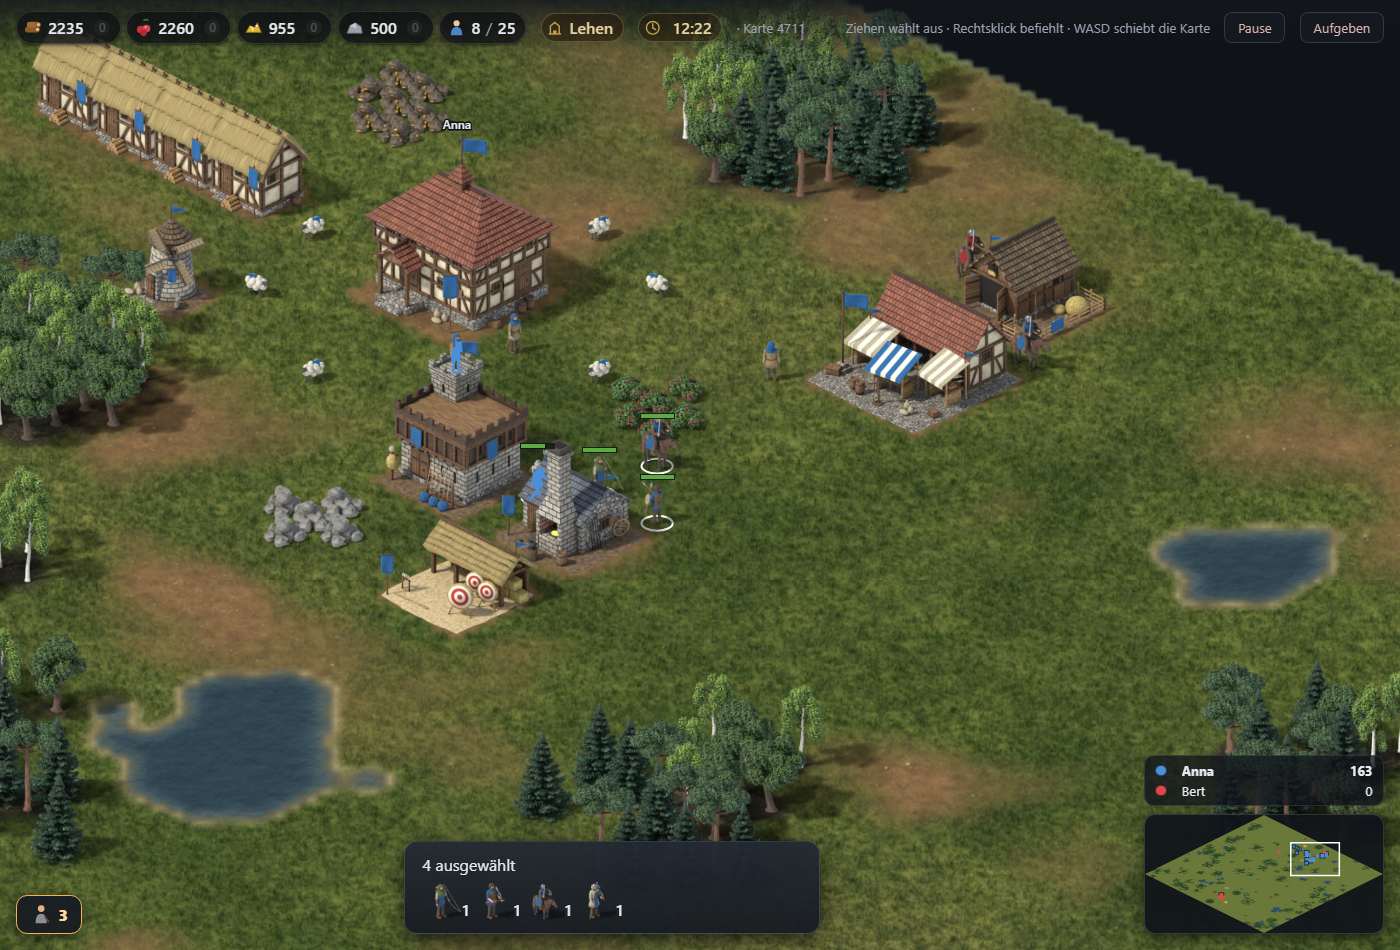 2235 0 2260 0 955 0 500 0 8 / 25 Lehen 12:22 · Karte 4711 Ziehen wählt aus · Rechtsklick befiehlt · WASD schiebt die Karte Pause Aufgeben
Anna
Anna 163
Bert 0
4 ausgewählt
1 1 1 1
3